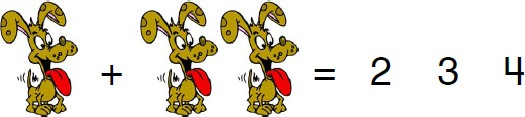 + = 2 3 4